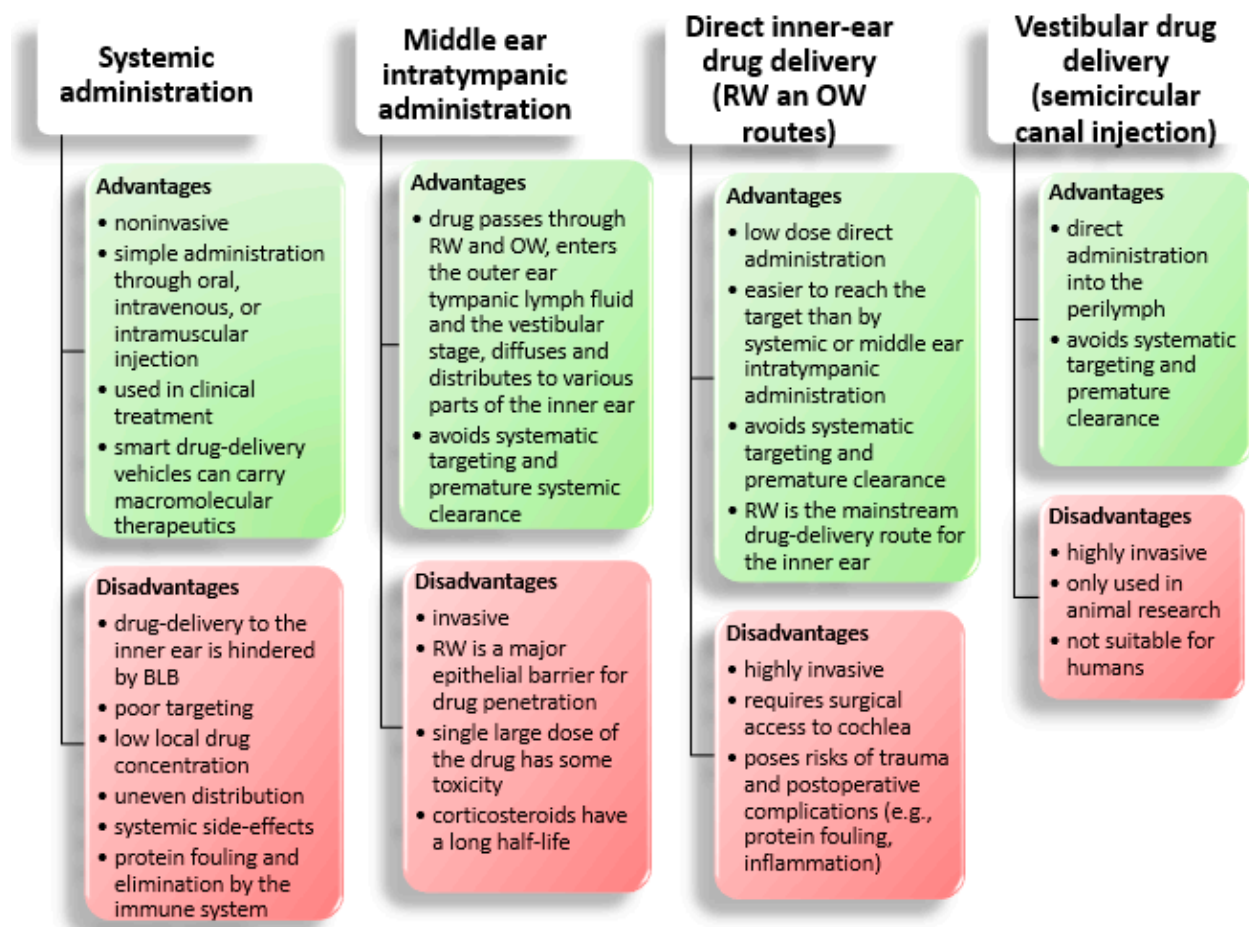 Systemic
administration
Advantages
• noninvasive
• simple administration
through oral,
intravenous, or
intramuscular
injection
• used in clinical
treatment
• smart drug-delivery
vehicles can carry
macromolecular
therapeutics
Disadvantages
• drug-delivery to the
inner ear is hindered
by BLB
• poor targeting
• low local drug
concentration
• uneven distribution
• systemic side-effects
• protein fouling and
elimination by the
immune system
Middle ear
intratympanic
administration
Advantages
• drug passes through
RW and OW, enters
the outer ear
tympanic lymph fluid
and the vestibular
stage, diffuses and
distributes to various
parts of the inner ear
• avoids systematic
targeting and
premature systemic
clearance
Disadvantages
• invasive
• RW is a major
epithelial barrier for
drug penetration
• single large dose of
the drug has some
toxicity
• corticosteroids have
a long half-life
Direct inner-ear
drug delivery
(RW an OW
routes)
Advantages
• low dose direct
administration
• easier to reach the
target than by
systemic or middle ear
intratympanic
administration
• avoids systematic
targeting and
premature clearance
• RW is the mainstream
drug-delivery route for
the inner ear
Disadvantages
• highly invasive
• requires surgical
access to cochlea
• poses risks of trauma
and postoperative
complications (e.g.,
protein fouling,
inflammation)
Vestibular drug
delivery
(semicircular
canal injection)
Advantages
• direct
administration
into the
perilymph
• avoids systematic
targeting and
premature
clearance
Disadvantages
• highly invasive
• only used in
animal research
• not suitable for
humans